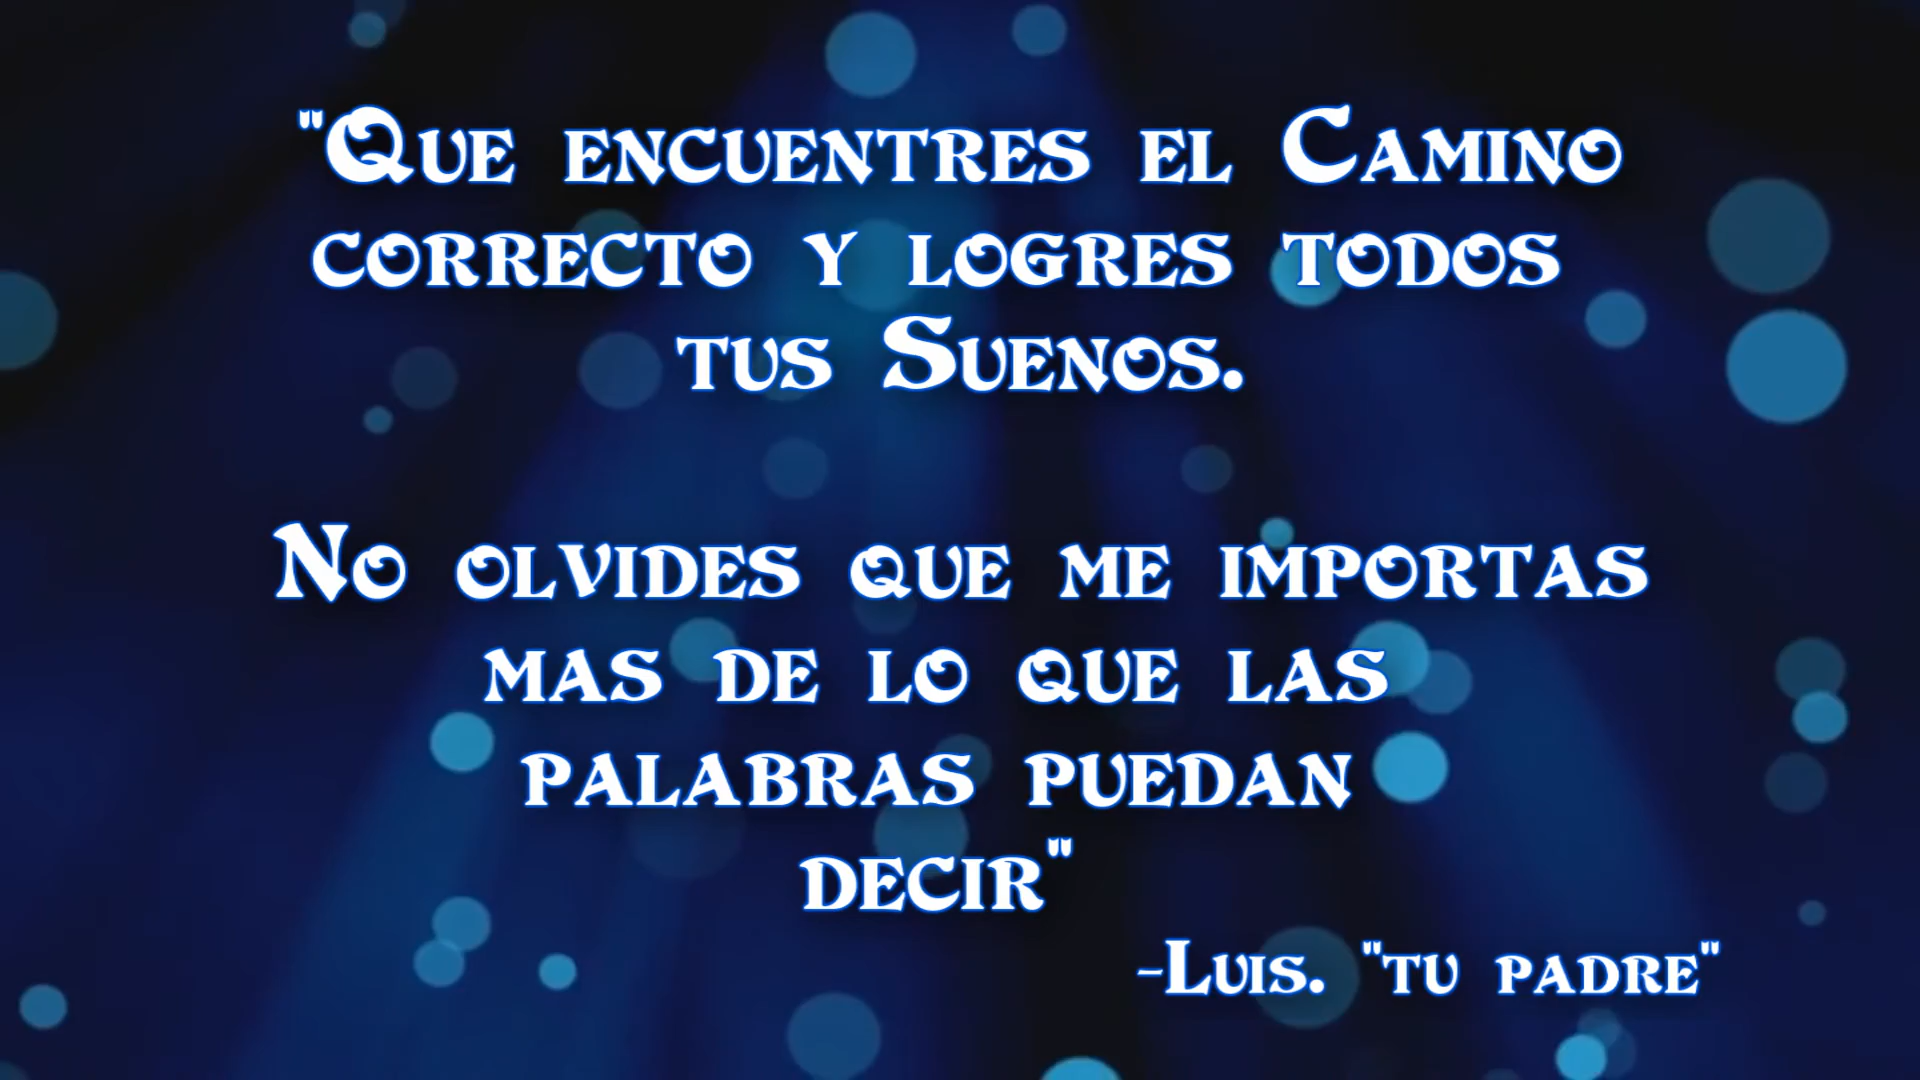 "Que encuentres el Camino
correcto y logres todos
tus Suenos.
No olvides que me importas
mas de lo que las
palabras puedan
decir"
-Luis. "tu padre"